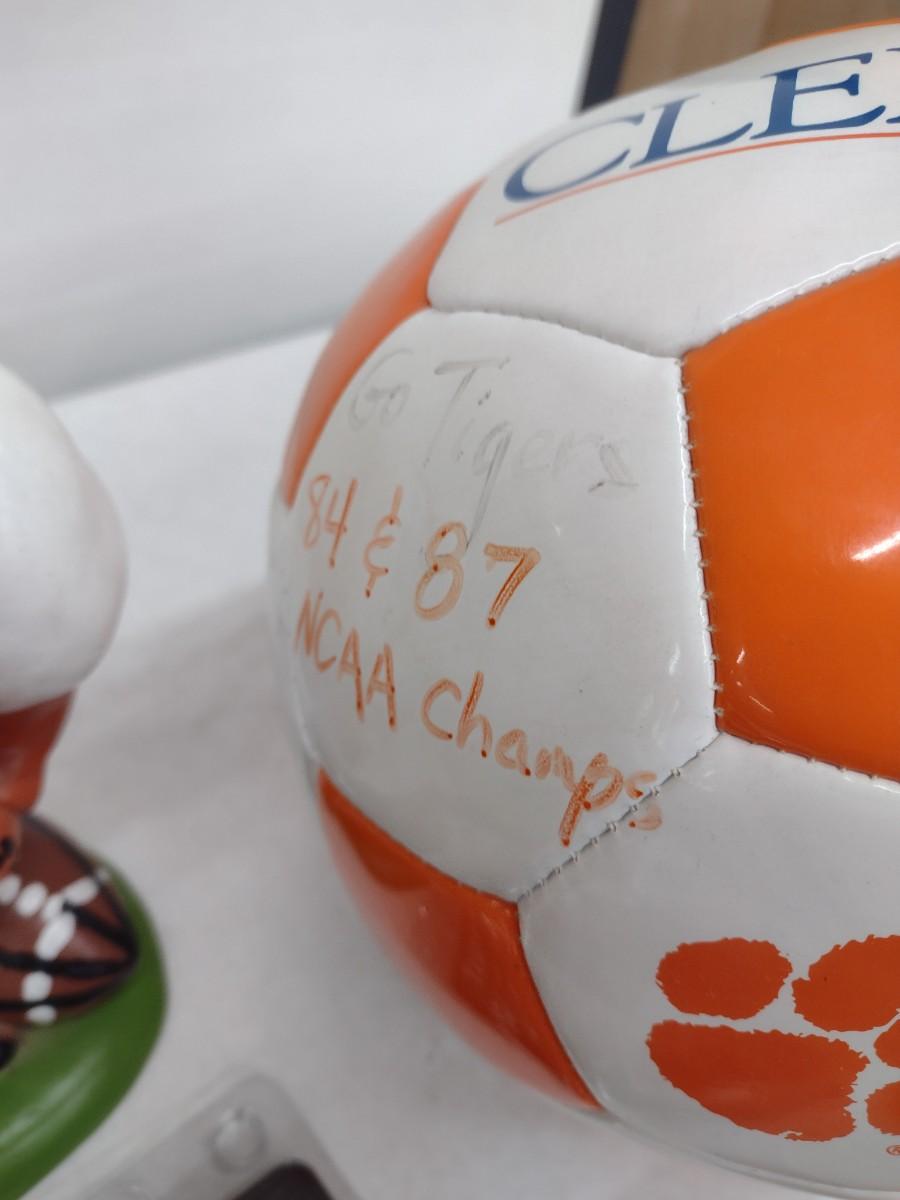 CLE
Go Tigers
84 & 87
NCAA Champs
®